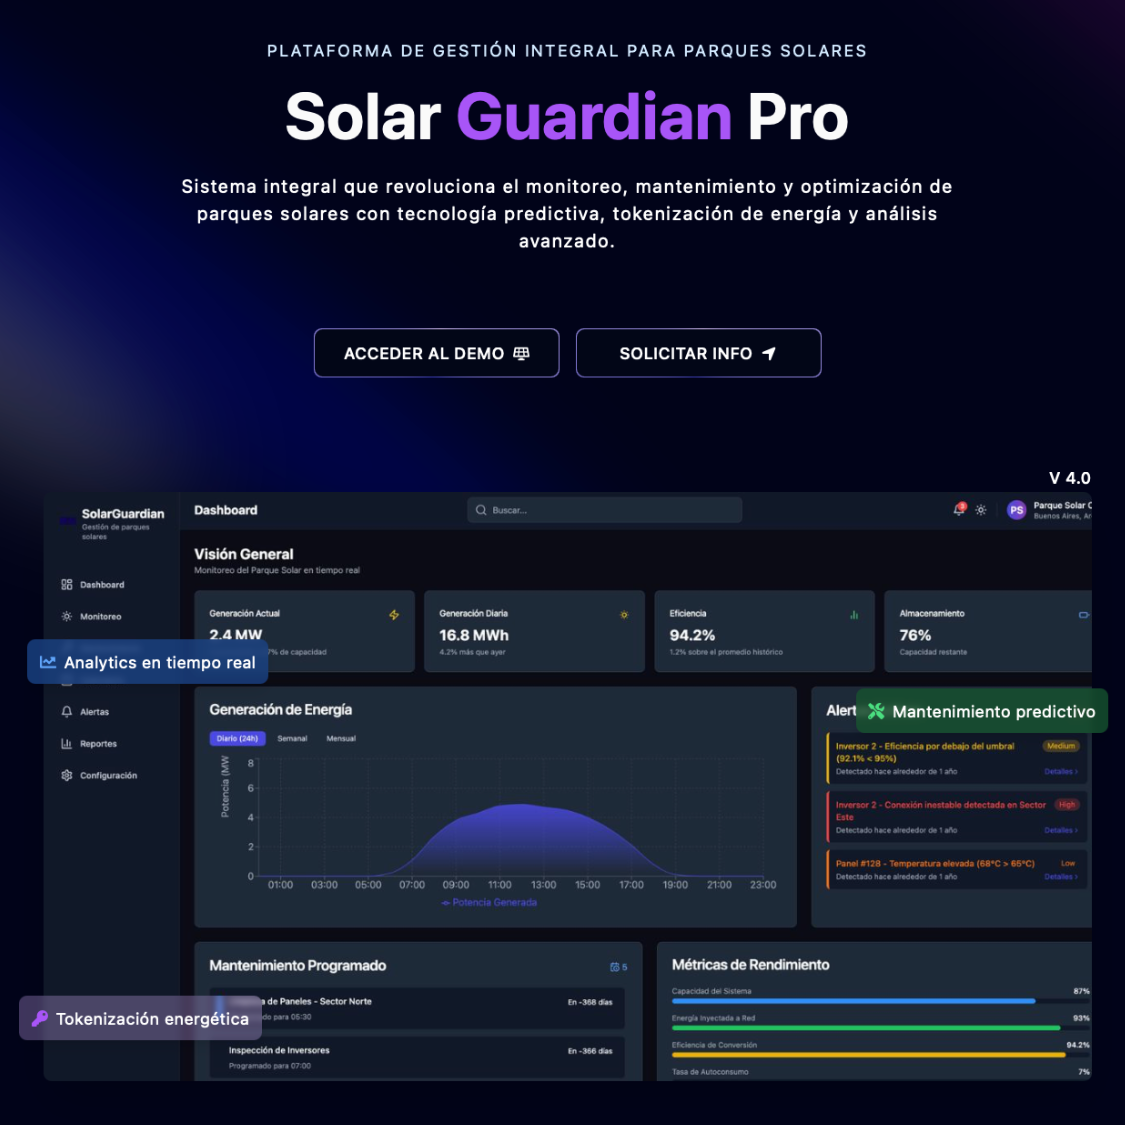 PLATAFORMA DE GESTIÓN INTEGRAL PARA PARQUES SOLARES
Solar Guardian Pro
Sistema integral que revoluciona el monitoreo, mantenimiento y optimización de
parques solares con tecnología predictiva, tokenización de energía y análisis
avanzado.
ACCEDER AL DEMO
SOLICITAR INFO
V 4.0
SolarGuardian
Gestión de parques
solares
Dashboard
Monitoreo
Analytics en tiempo real
Alertas
Reportes
Configuración
Tokenización energética
Dashboard
Buscar...
3
PS
Parque Solar
Buenos Aires,
Visión General
Monitoreo del Parque Solar en tiempo real
Generación Actual
2.4 MW
% de capacidad
Generación Diaria
16.8 MWh
4.2% más que ayer
Eficiencia
94.2%
1.2% sobre el promedio histórico
Almacenamiento
76%
Capacidad restante
Generación de Energía
Diario (24h)
Semanal
Mensual
Potencia (MW
8
6
4
2
0
01:00 03:00 05:00 07:00 09:00 11:00 13:00 15:00 17:00 19:00 21:00 23:00
Potencia Generada
Alert
Mantenimiento predictivo
Inversor 2 - Eficiencia por debajo del umbral
(92.1% < 95%)
Medium
Detectado hace alrededor de 1 año
Detalles >
Inversor 2 - Conexión inestable detectada en Sector
Este
High
Detectado hace alrededor de 1 año
Detalles >
Panel #128 - Temperatura elevada (68°C > 65°C)
Low
Detectado hace alrededor de 1 año
Detalles >
Mantenimiento Programado
5
de Paneles - Sector Norte
En -368 días
para 05:30
Inspección de Inversores
En -366 días
Programado para 07:00
Métricas de Rendimiento
Capacidad del Sistema
87%
Energía Inyectada a Red
93%
Eficiencia de Conversión
94.2%
Tasa de Autoconsumo
7%